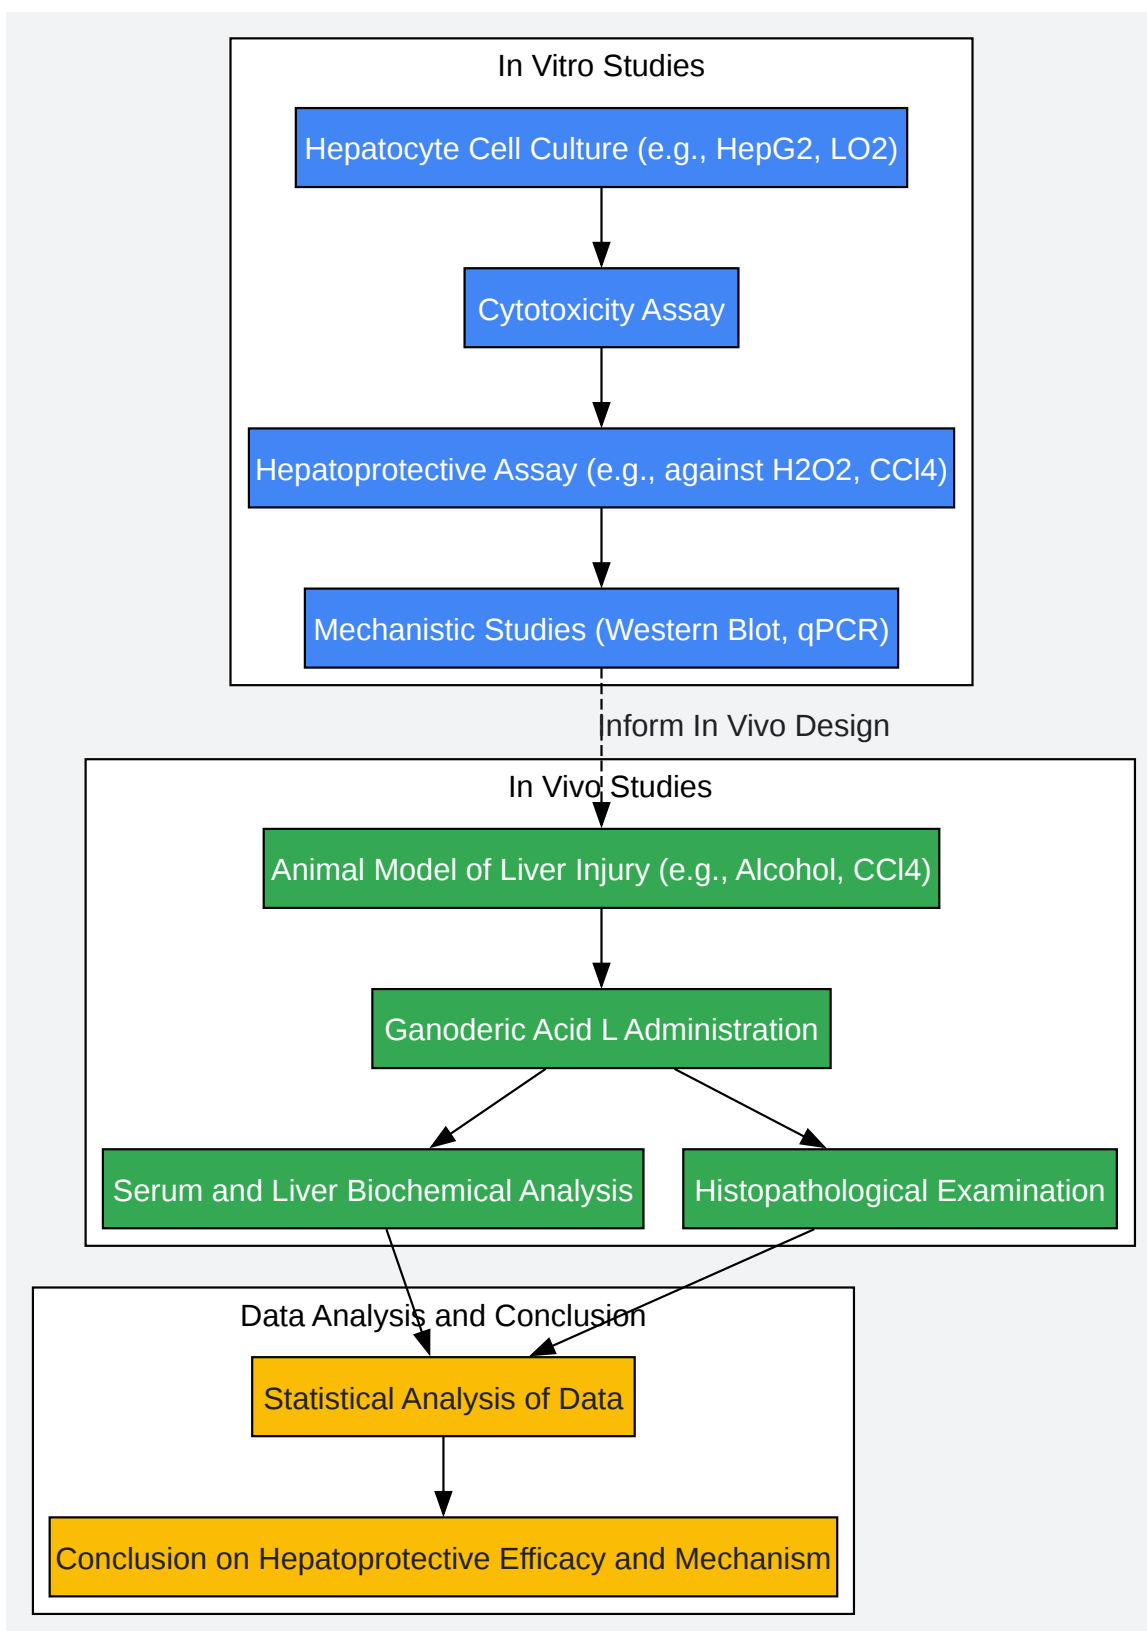 In Vitro Studies
Hepatocyte Cell Culture (e.g., HepG2, LO2)
Cytotoxicity Assay
Hepatoprotective Assay (e.g., against H2O2, CCl4)
Mechanistic Studies (Western Blot, qPCR)
Inform In Vivo Design
In Vivo Studies
Animal Model of Liver Injury (e.g., Alcohol, CCl4)
Ganoderic Acid L Administration
Serum and Liver Biochemical Analysis
Histopathological Examination
Data Analysis and Conclusion
Statistical Analysis of Data
Conclusion on Hepatoprotective Efficacy and Mechanism